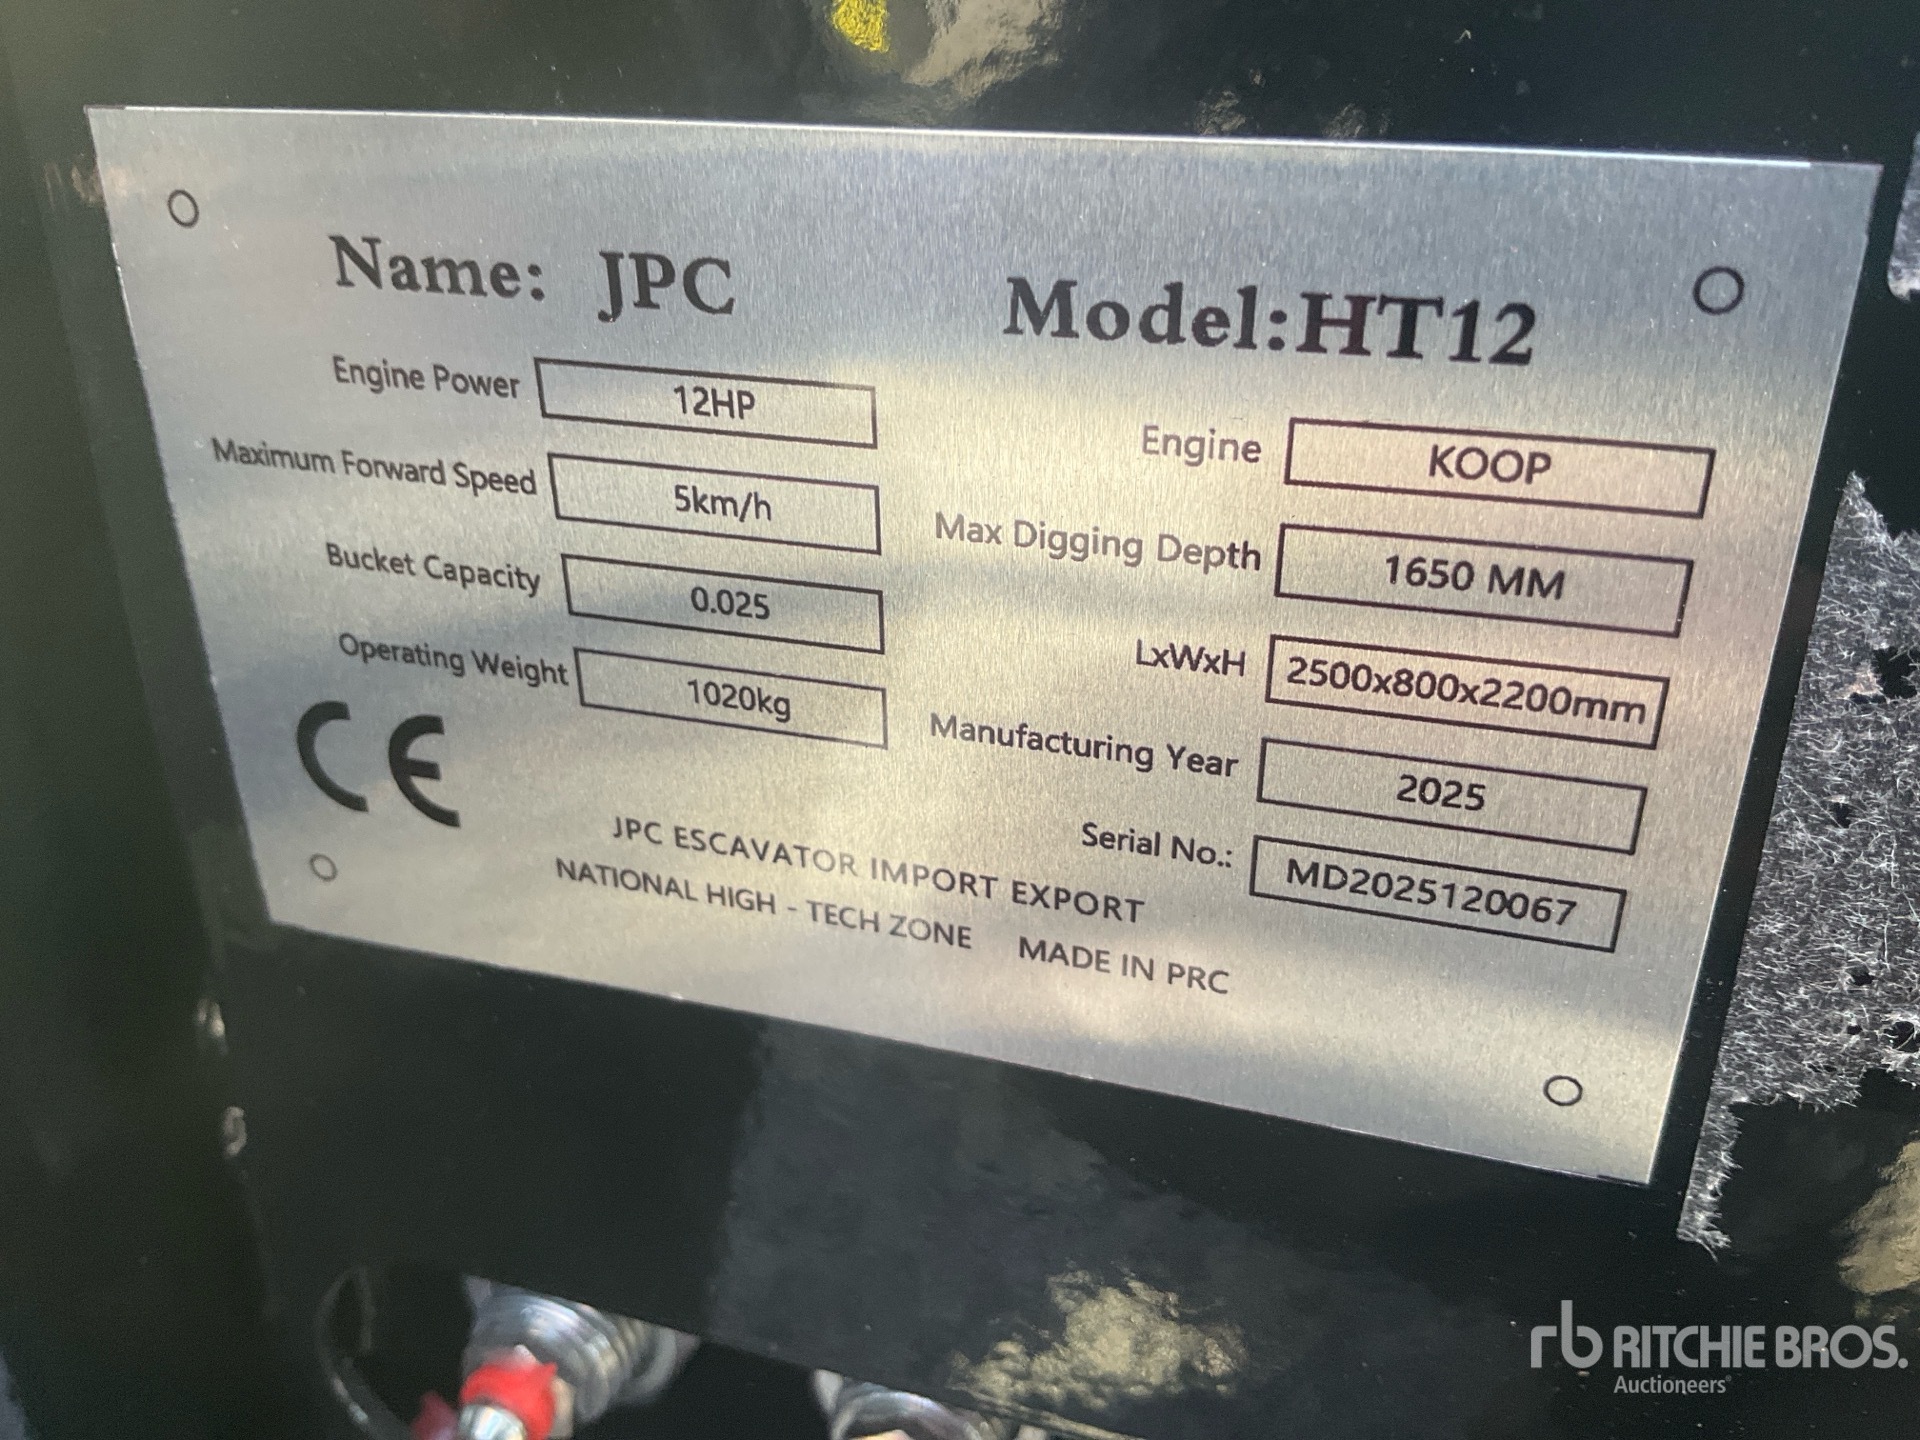 Name: JPC
Model:HT12
Engine Power 12HP
Maximum Forward Speed 5km/h
Bucket Capacity 0.025
Operating Weight 1020kg
Engine KOOP
Max Digging Depth 1650 MM
LxWxH 2500x800x2200mm
Manufacturing Year 2025
Serial No.: MD2025120067
CE
JPC ESCAVATOR IMPORT EXPORT
NATIONAL HIGH - TECH ZONE MADE IN PRC
rb RITCHIE BROS.
Auctioneers